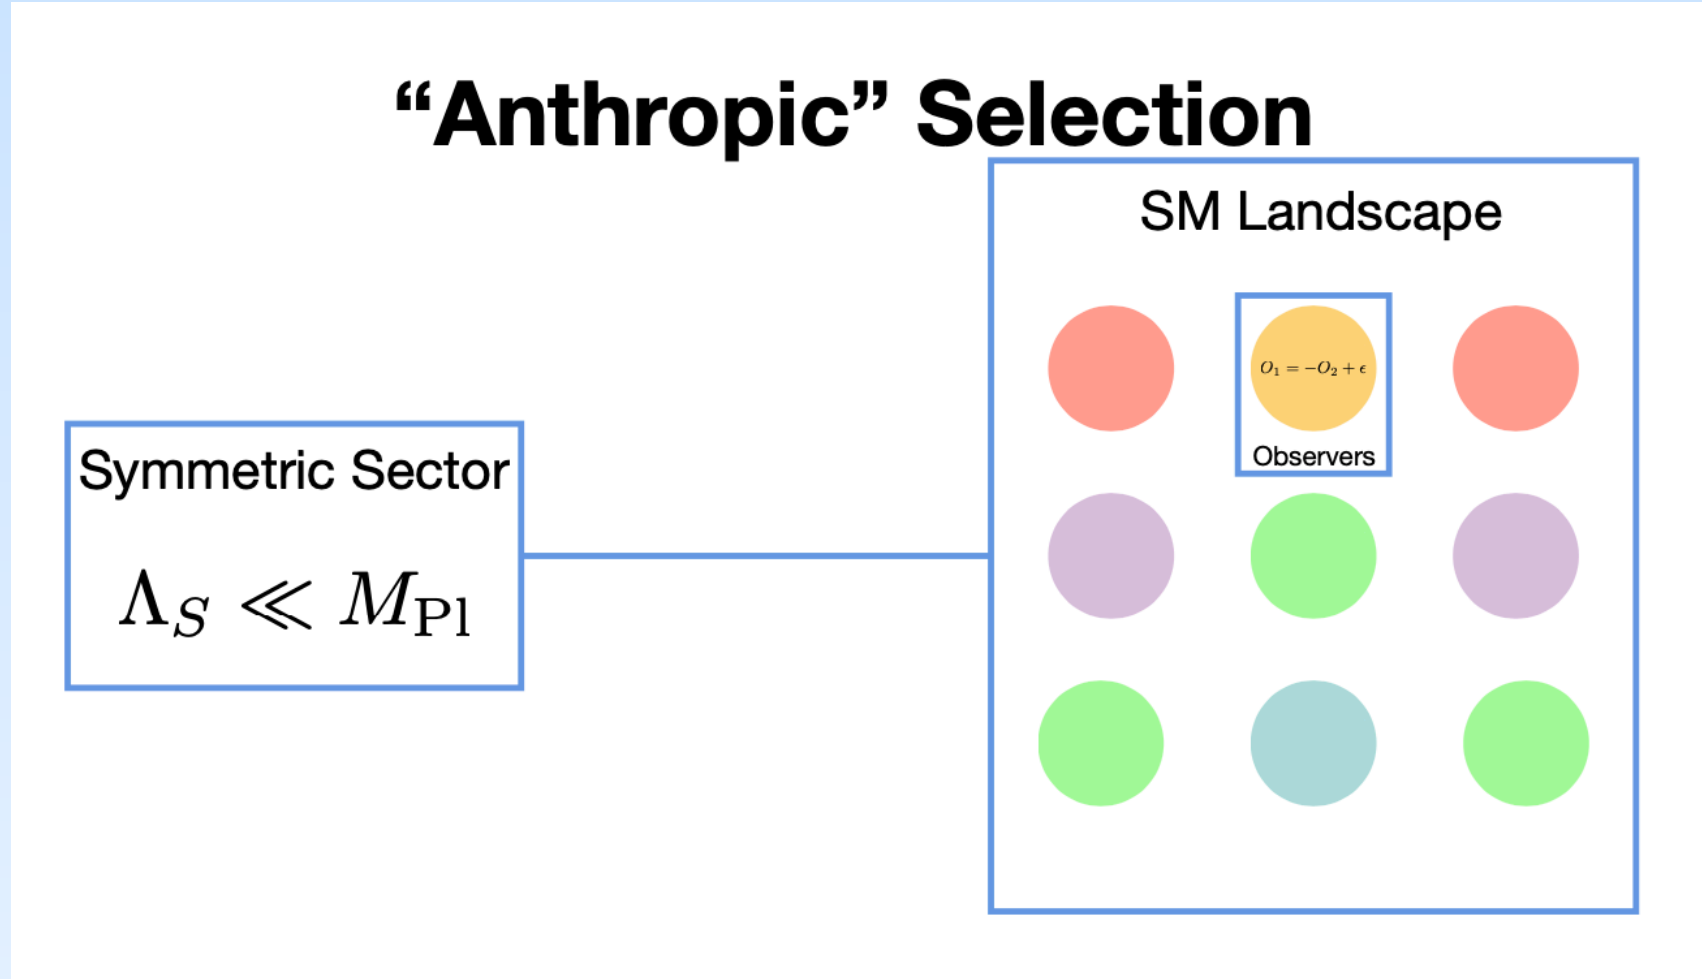 “Anthropic” Selection
SM Landscape
O₁ = −O₂ + ϵ
Observers
Symmetric Sector
Λ_S ≪ M_Pl